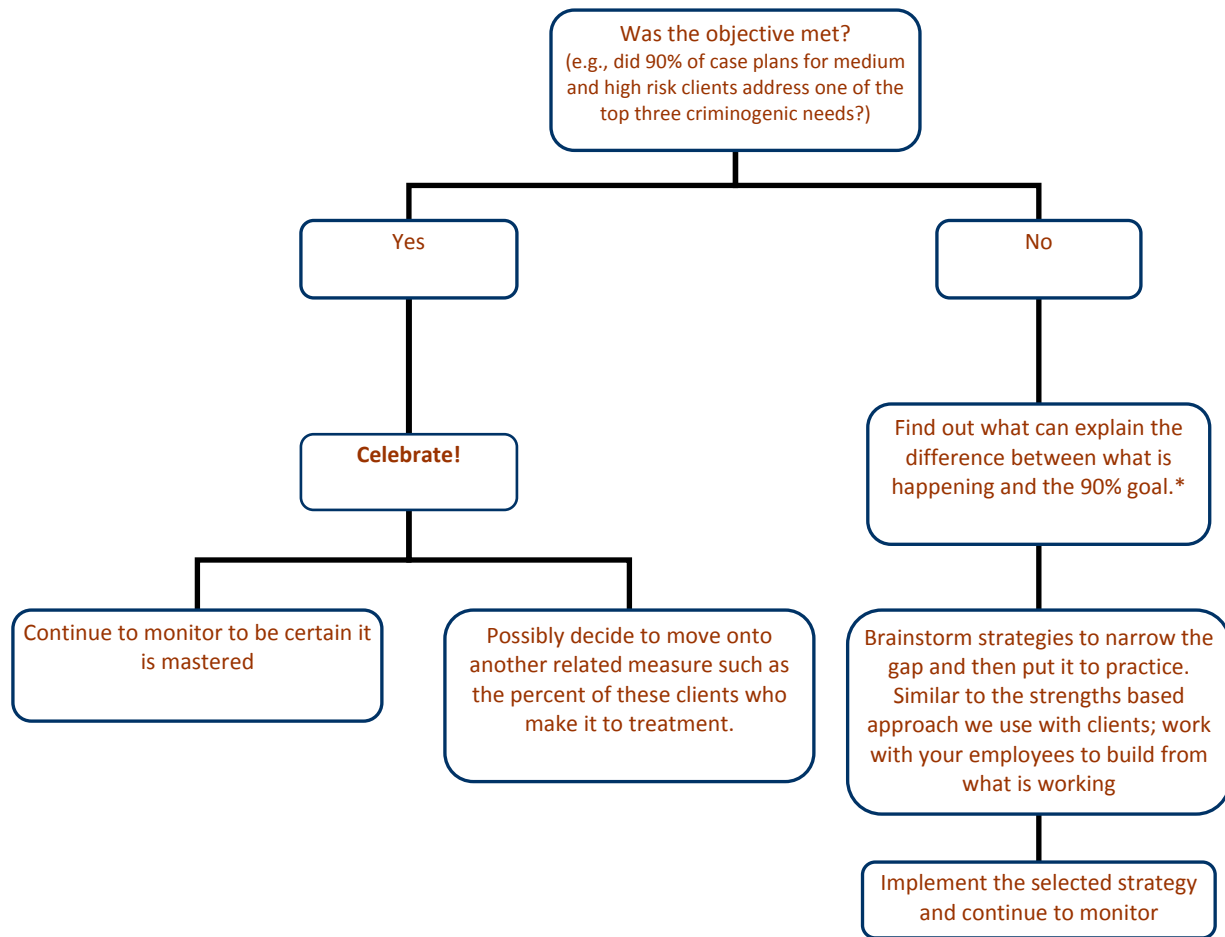 Was the objective met?
(e.g., did 90% of case plans for medium
and high risk clients address one of the
top three criminogenic needs?)
Yes
No
Celebrate!
Find out what can explain the
difference between what is
happening and the 90% goal.*
Continue to monitor to be certain it
is mastered
Possibly decide to move onto
another related measure such as
the percent of these clients who
make it to treatment.
Brainstorm strategies to narrow the
gap and then put it to practice.
Similar to the strengths based
approach we use with clients; work
with your employees to build from
what is working
Implement the selected strategy
and continue to monitor